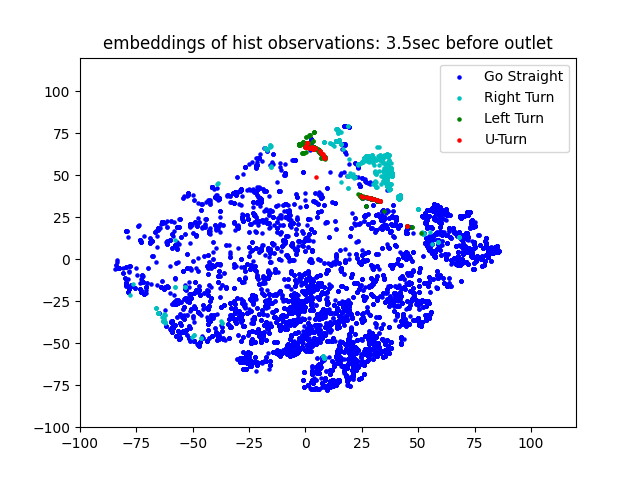 embeddings of hist observations: 3.5sec before outlet
Go Straight
Right Turn
Left Turn
U-Turn
100
75
50
25
0
−25
−50
−75
−100
−100 −75 −50 −25 0 25 50 75 100